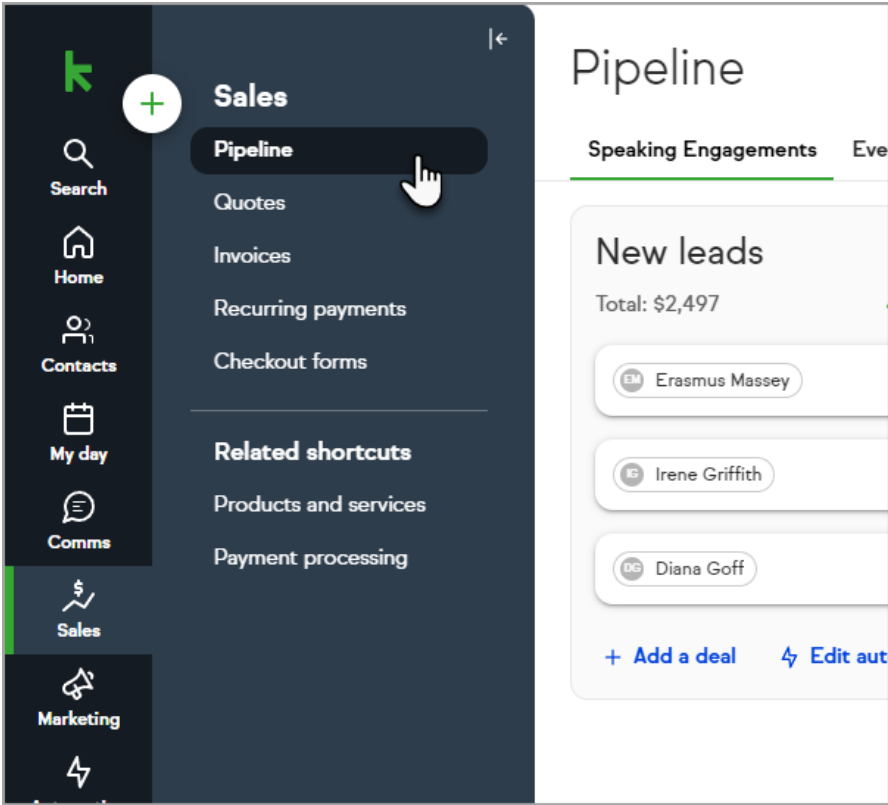 Search
Home
Contacts
My day
Comms
Sales
Marketing
Sales
Pipeline
Quotes
Invoices
Recurring payments
Checkout forms
Related shortcuts
Products and services
Payment processing
Pipeline
Speaking Engagements Eve
New leads
Total: $2,497
EM Erasmus Massey
IG Irene Griffith
DG Diana Goff
+ Add a deal Edit aut